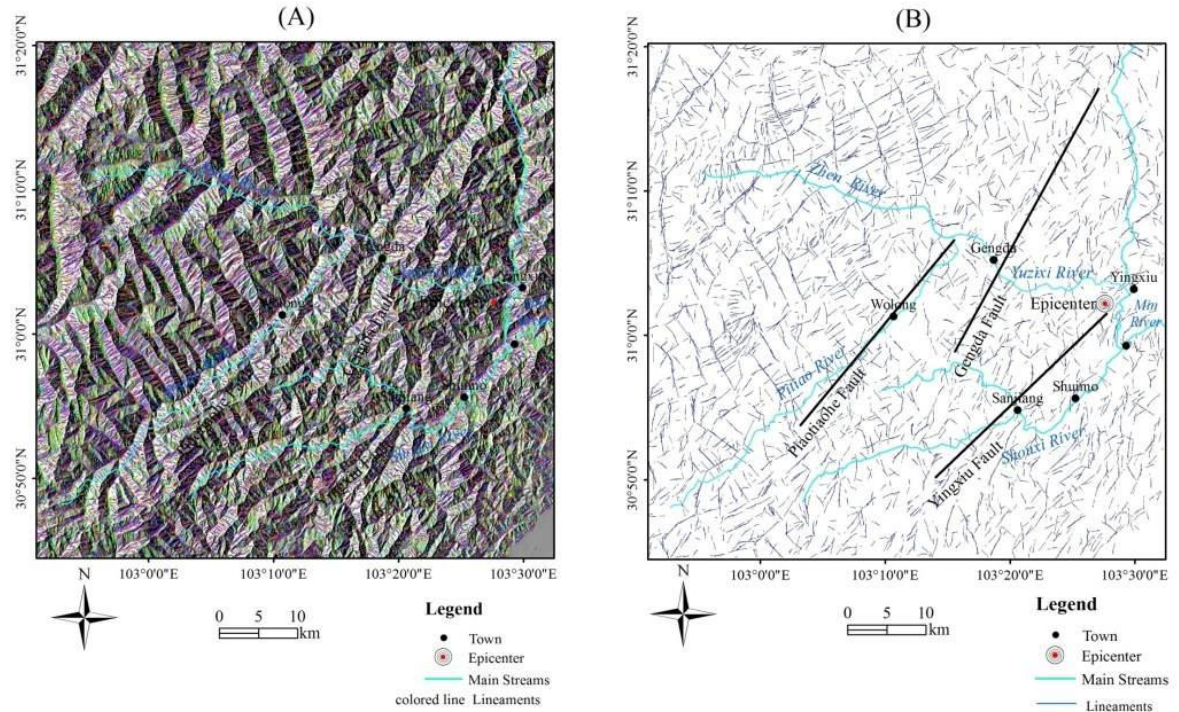 (A)
31°20'0"N
31°10'0"N
31°0'0"N
30°50'0"N
Gengda
Yingxiu
Wolong
Shuimo
Sanjiang
103°0'0"E
103°10'0"E
103°20'0"E
103°30'0"E
N
0 5 10
km
Legend
Town
Epicenter
Main Streams
colored line Lineaments
(B)
31°20'0"N
31°10'0"N
31°0'0"N
30°50'0"N
Zhen River
Gengda
Yuzixi River
Yingxiu
Epicenter
Min
River
Wolong
Gengda Fault
Pitiao River
Piaotiaohe Fault
Shuimo
Sanjiang
Shouxi River
Yingxiu Fault
103°0'0"E
103°10'0"E
103°20'0"E
103°30'0"E
N
0 5 10
km
Legend
Town
Epicenter
Main Streams
Lineaments